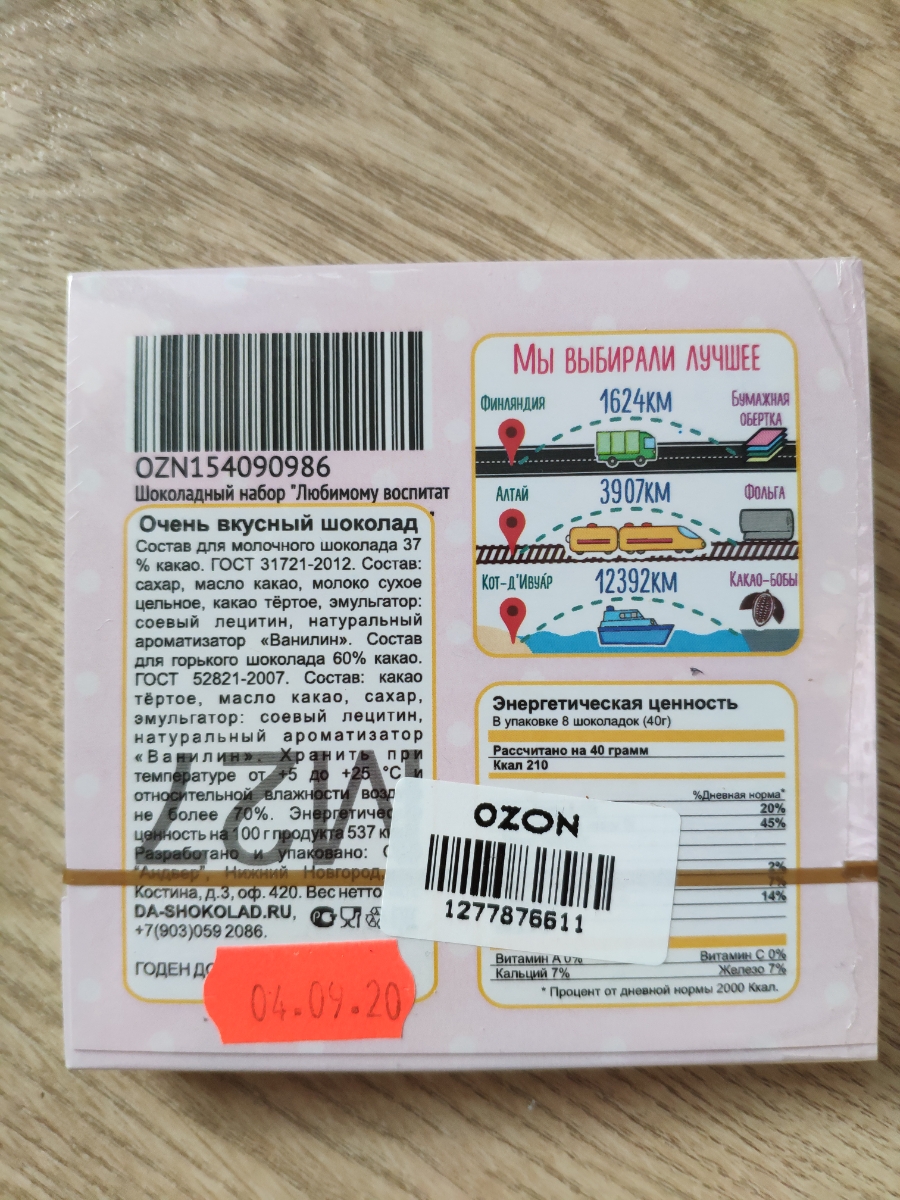 OZN154090986
Шоколадный набор "Любимому воспитат
Очень вкусный шоколад
Состав для молочного шоколада 37
% какао. ГОСТ 31721-2012. Состав:
сахар, масло какао, молоко сухое
цельное, какао тёртое, эмульгатор:
соевый лецитин, натуральный
ароматизатор «Ванилин». Состав
для горького шоколада 60% какао.
ГОСТ 52821-2007. Состав: какао
тёртое, масло какао, сахар,
эмульгатор: соевый лецитин,
натуральный ароматизатор
«Ванилин». Хранить при
температуре от +5 до +25 °С и
относительной влажности
не более 70%.
ценность на 100 г продукта 537
Разработано и упаковано:
"Андвер", Нижний Новгород,
Костина, д.3, оф. 420. Вес нетто
DA-SHOKOLAD.RU,
+7(903)059 2086.
ГОДЕН
04.09.20
Мы выбирали лучшее
Финляндия 1624км Бумажная
обертка
Алтай 3907км Фольга
Кот-д'Ивуáр 12392км Какао-бобы
Энергетическая ценность
В упаковке 8 шоколадок (40г)
Рассчитано на 40 грамм
Ккал 210
%Дневная норма*
20%
45%
2%
7%
14%
Витамин А 0% Витамин С 0%
Кальций 7% Железо 7%
* Процент от дневной нормы 2000 Ккал.
OZON
1277876611